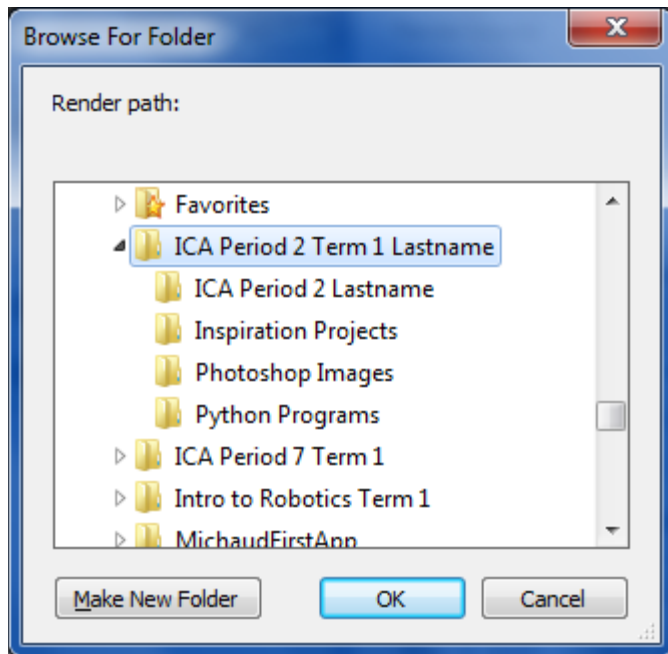 Browse For Folder
Render path:
Favorites
ICA Period 2 Term 1 Lastname
ICA Period 2 Lastname
Inspiration Projects
Photoshop Images
Python Programs
ICA Period 7 Term 1
Intro to Robotics Term 1
MichaudFirstApp
Make New Folder
OK
Cancel